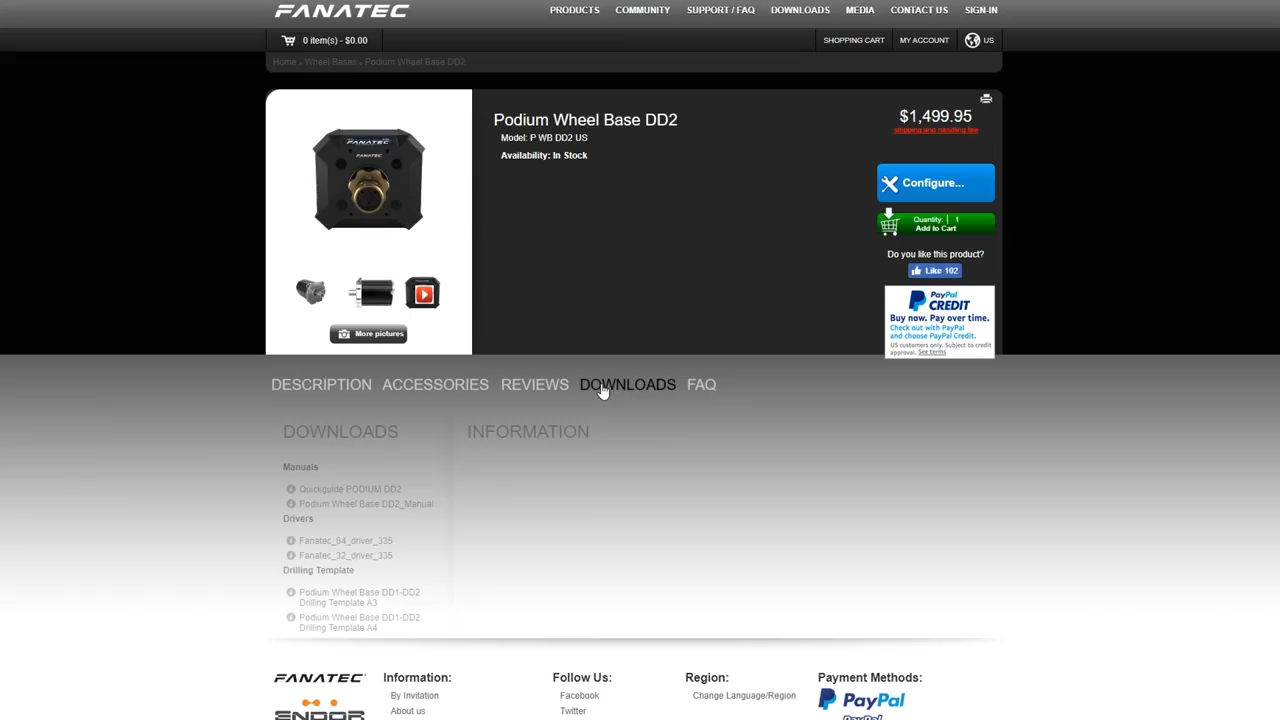 FANATEC
PRODUCTS COMMUNITY SUPPORT / FAQ DOWNLOADS MEDIA CONTACT US SIGN-IN
0 item(s) - $0.00 SHOPPING CART MY ACCOUNT US
Home » Wheel Bases » Podium Wheel Base DD2
Podium Wheel Base DD2
Model: P WB DD2 US
Availability: In Stock
$1,499.95
shipping and handling fee
Configure...
Quantity: 1
Add to Cart
Do you like this product?
Like 102
PayPal
CREDIT
Buy now. Pay over time.
Check out with PayPal
and choose PayPal Credit.
US customers only. Subject to credit
approval. See terms
FANATEC
FANATEC
More pictures
DESCRIPTION ACCESSORIES REVIEWS DOWNLOADS FAQ
DOWNLOADS
Manuals
Quickguide PODIUM DD2
Podium Wheel Base DD2_Manual
Drivers
Fanatec_64_driver_335
Fanatec_32_driver_335
Drilling Template
Podium Wheel Base DD1-DD2
Drilling Template A3
Podium Wheel Base DD1-DD2
Drilling Template A4
INFORMATION
FANATEC
ENDOR
Information:
By Invitation
About us
Follow Us:
Facebook
Twitter
Region:
Change Language/Region
Payment Methods:
PayPal
PayPal